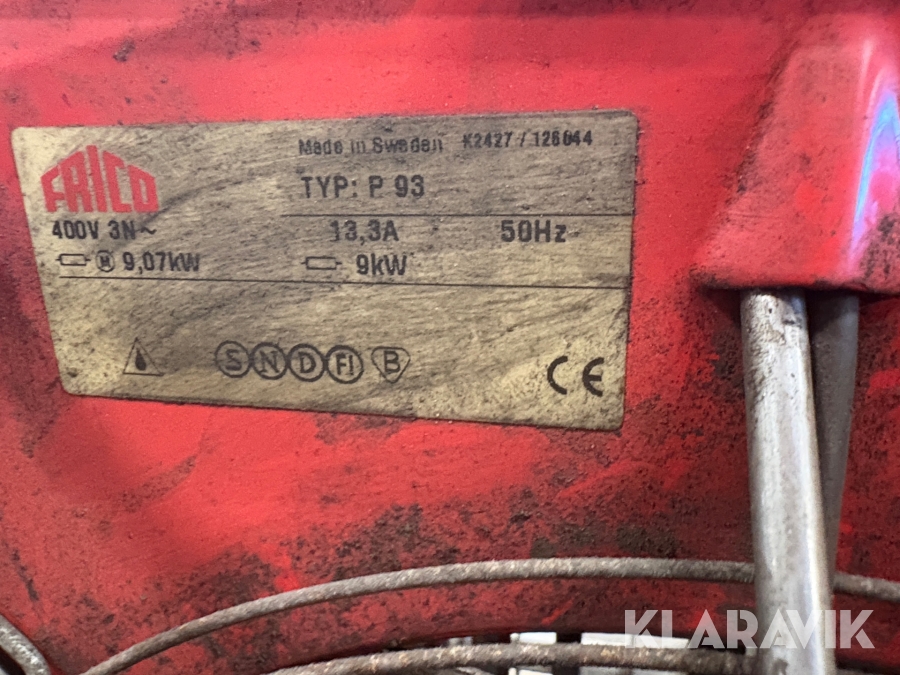 Made in Sweden K2427 / 126044
FRICO
TYP: P 93
400V 3N~ 13,3A 50Hz
M 9,07kW 9kW
S N D FI B
CE
KLARAVIK